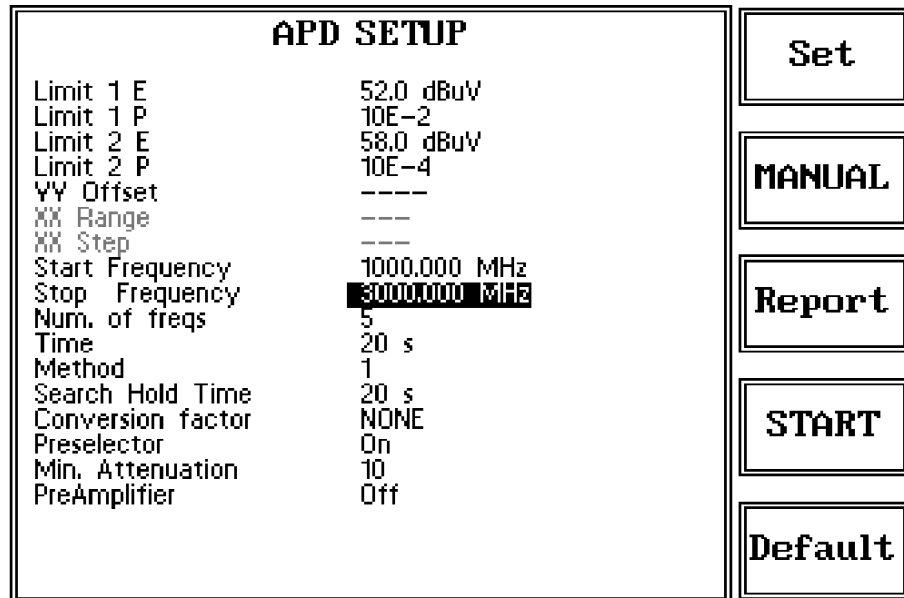 APD SETUP
Limit 1 E 52.0 dBuV
Limit 1 P 10E-2
Limit 2 E 58.0 dBuV
Limit 2 P 10E-4
YY Offset ----
XX Range ---
XX Step ---
Start Frequency 1000.000 MHz
Stop Frequency 3000.000 MHz
Num. of freqs 5
Time 20 s
Method 1
Search Hold Time 20 s
Conversion factor NONE
Preselector On
Min. Attenuation 10
PreAmplifier Off
Set
MANUAL
Report
START
Default